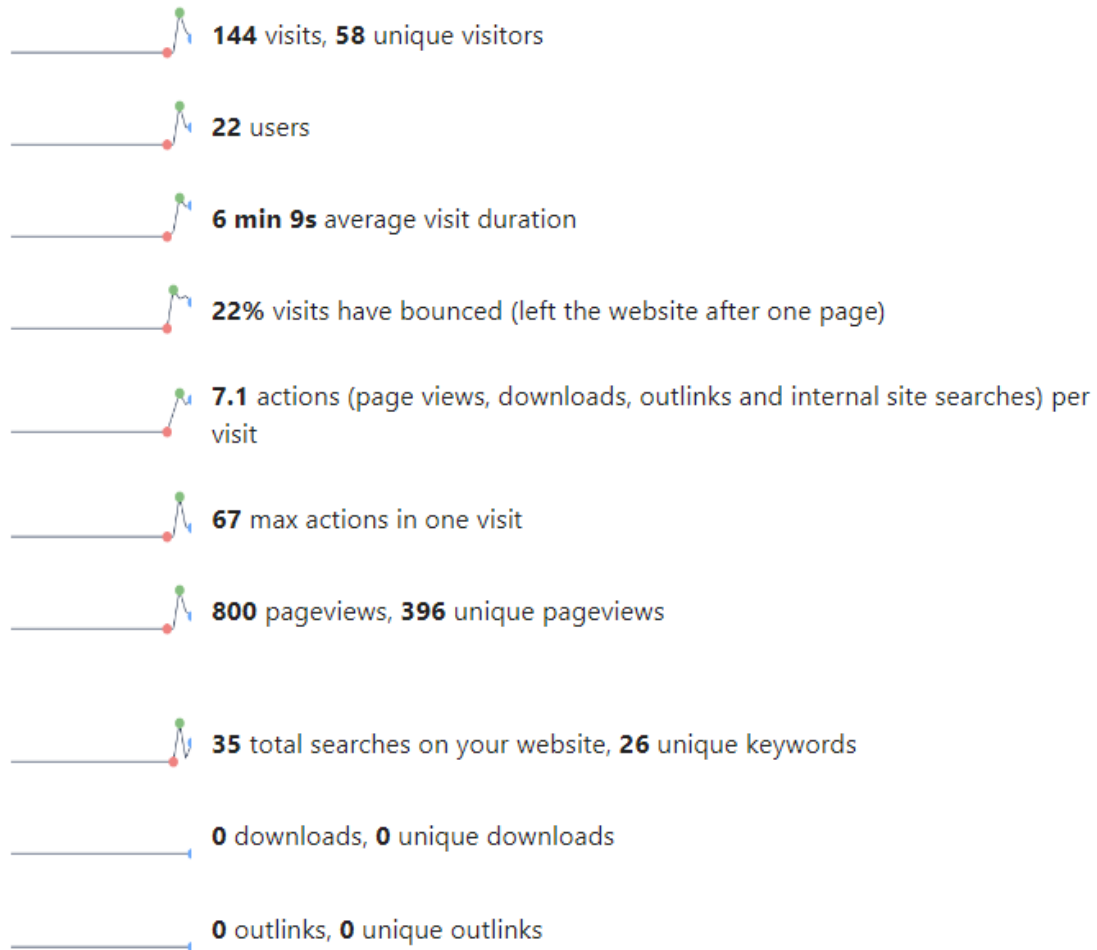 144 visits, 58 unique visitors
22 users
6 min 9s average visit duration
22% visits have bounced (left the website after one page)
7.1 actions (page views, downloads, outlinks and internal site searches) per
visit
67 max actions in one visit
800 pageviews, 396 unique pageviews
35 total searches on your website, 26 unique keywords
0 downloads, 0 unique downloads
0 outlinks, 0 unique outlinks